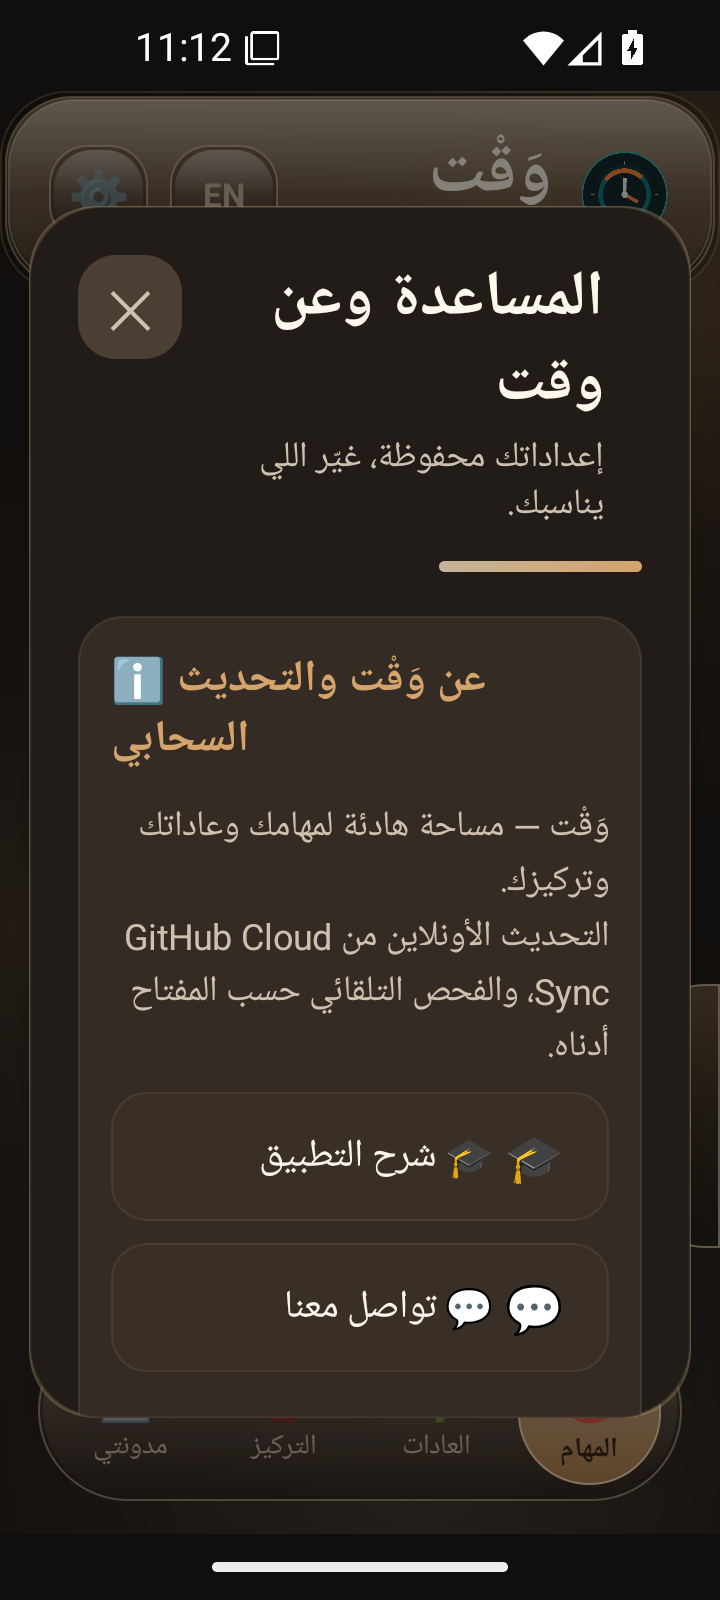 11:12
وَقْت
EN
المساعدة وعن
وقت
إعداداتك محفوظة، غيّر اللي
يناسبك.
عن وَقْت والتحديث ℹ️
السحابي
وَقْت — مساحة هادئة لمهامك وعاداتك
وتركيزك.
التحديث الأونلاين من GitHub Cloud
Sync، والفحص التلقائي حسب المفتاح
أدناه.
🎓 🎓 شرح التطبيق
💬 💬 تواصل معنا
المهام
العادات
التركيز
مدونتي